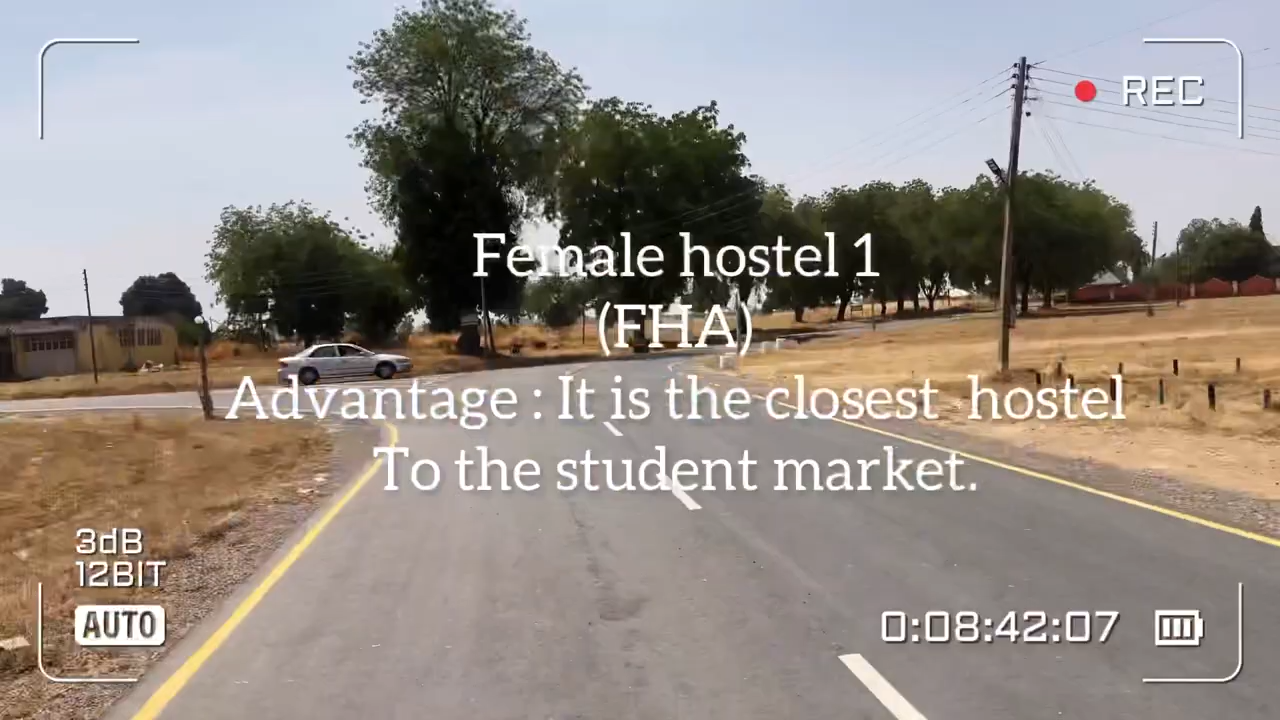 REC
Female hostel 1
(FHA)
Advantage : It is the closest hostel
To the student market.
3dB
12BIT
AUTO
0:08:42:07